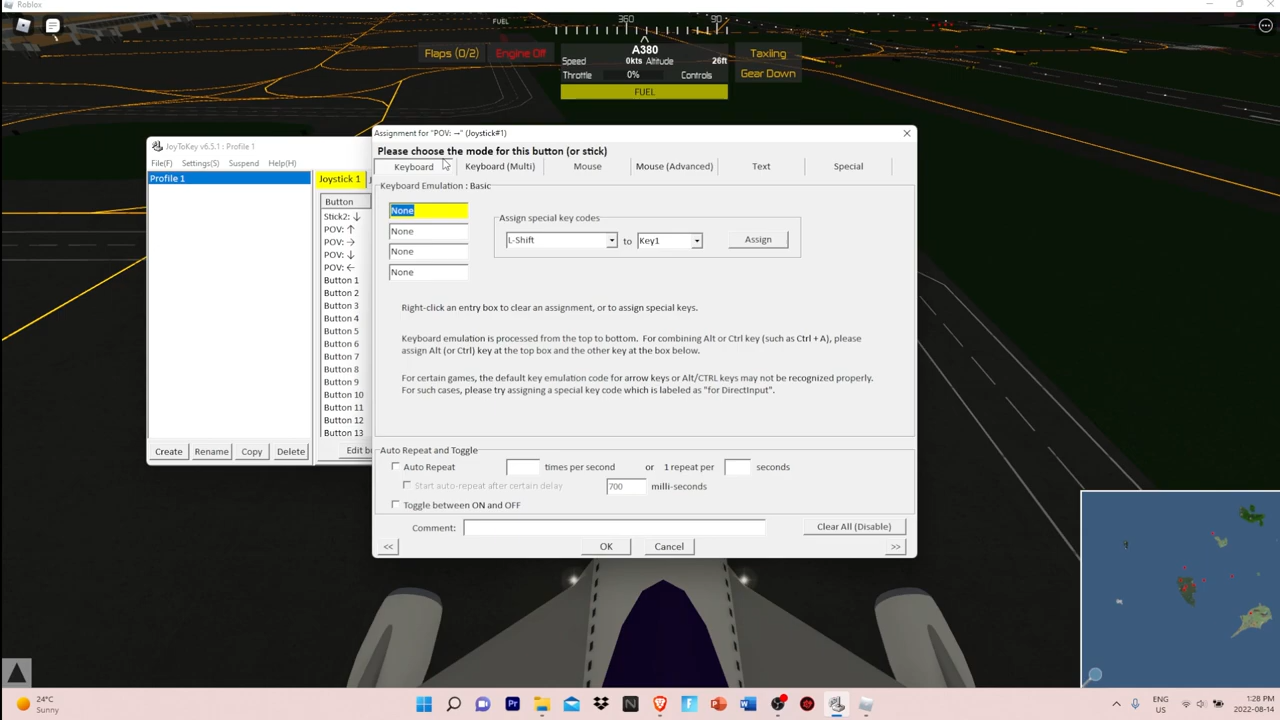 Roblox
FUEL
360
90
A380
Flaps (0/2)
Engine Off
Speed
0kts
Altitude
26ft
Throttle
0%
Controls
Taxiing
Gear Down
FUEL
JoyToKey v6.5.1 : Profile 1
File(F)
Settings(S)
Suspend
Help(H)
Profile 1
Joystick 1
Button
Stick2: ↓
POV: ↑
POV: →
POV: ↓
POV: ←
Button 1
Button 2
Button 3
Button 4
Button 5
Button 6
Button 7
Button 8
Button 9
Button 10
Button 11
Button 12
Button 13
Create
Rename
Copy
Delete
Assignment for "POV: →" (Joystick#1)
Please choose the mode for this button (or stick)
Keyboard
Keyboard (Multi)
Mouse
Mouse (Advanced)
Text
Special
Keyboard Emulation : Basic
None
None
None
None
Assign special key codes
L-Shift
to
Key1
Assign
Right-click an entry box to clear an assignment, or to assign special keys.
Keyboard emulation is processed from the top to bottom. For combining Alt or Ctrl key (such as Ctrl + A), please
assign Alt (or Ctrl) key at the top box and the other key at the box below.
For certain games, the default key emulation code for arrow keys or Alt/CTRL keys may not be recognized properly.
For such cases, please try assigning a special key code which is labeled as "for DirectInput".
Auto Repeat and Toggle
Auto Repeat
times per second
or
1 repeat per
seconds
Start auto-repeat after certain delay
700
milli-seconds
Toggle between ON and OFF
Comment:
Clear All (Disable)
<<
OK
Cancel
>>
24°C
Sunny
ENG
US
1:28 PM
2022-08-14